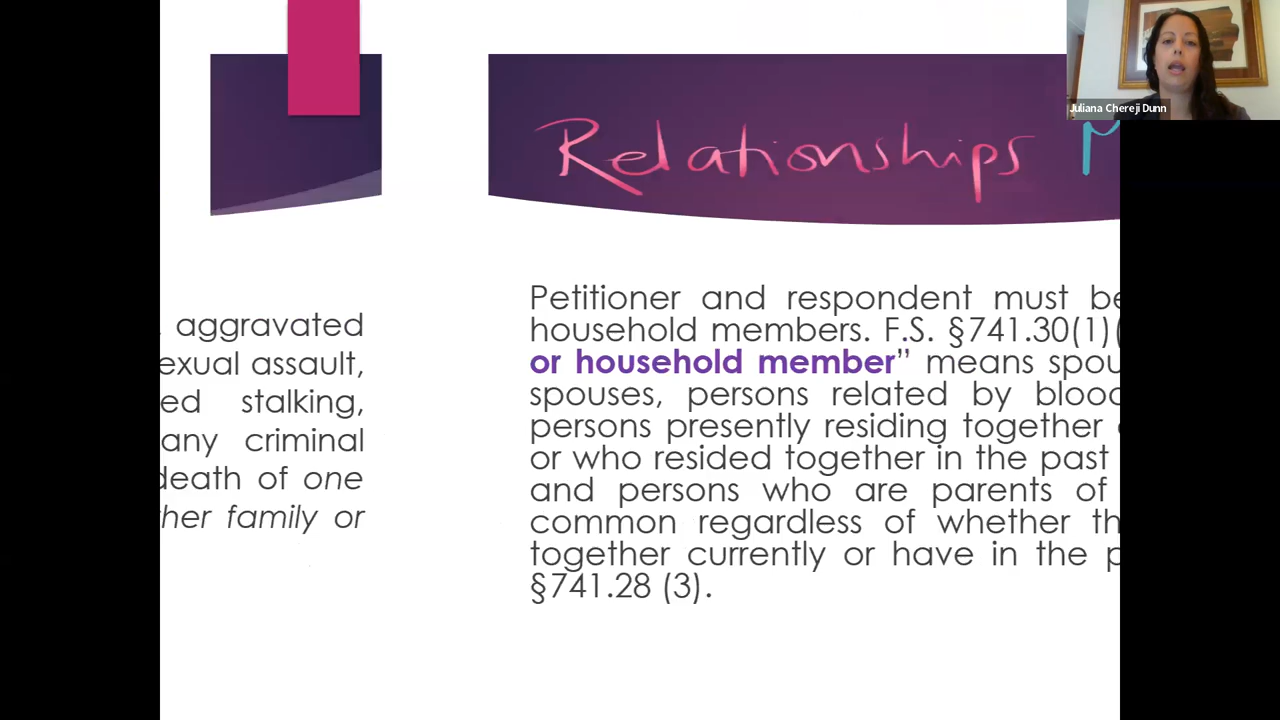 Juliana Chereji Dunn
Relationships
aggravated
exual assault,
ed stalking,
any criminal
death of one
her family or
Petitioner and respondent must be
household members. F.S. §741.30(1)(
or household member” means spou
spouses, persons related by blood
persons presently residing together
or who resided together in the past
and persons who are parents of
common regardless of whether th
together currently or have in the p
§741.28 (3).